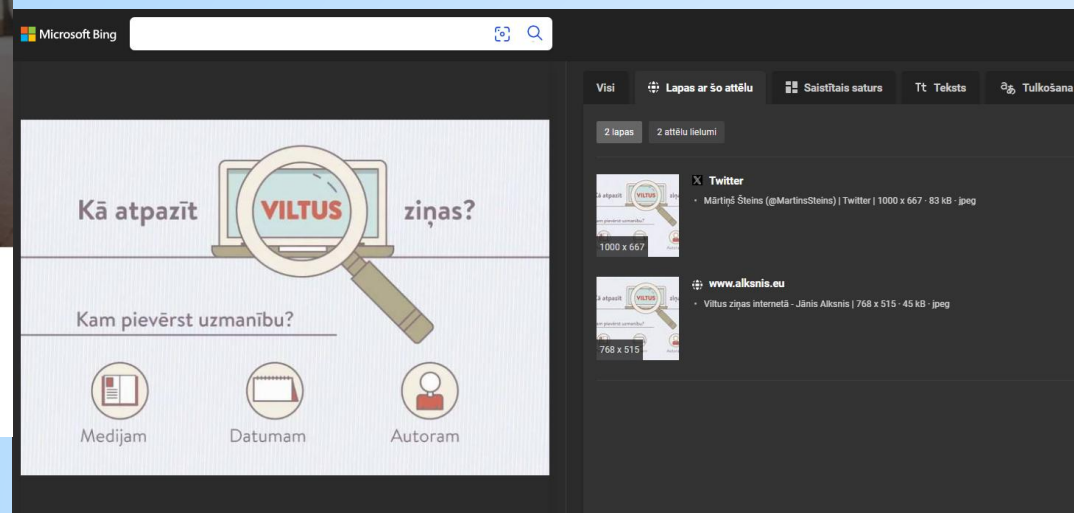 Microsoft Bing
Visi
Lapas ar šo attēlu
Saistītais saturs
Tt Teksts
Tulkošana
2 lapas
2 attēlu lielumi
Kā atpazīt VILTUS ziņas?
Kam pievērst uzmanību?
Medijam
Datumam
Autoram
Twitter
Mārtiņš Šteins (@MartinsSteins) | Twitter | 1000 x 667 · 83 kB · jpeg
1000 x 667
www.alksnis.eu
Viltus ziņas internetā - Jānis Alksnis | 768 x 515 · 45 kB · jpeg
768 x 515